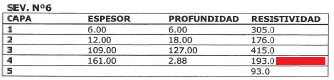 SEV. Nº6
CAPA ESPESOR PROFUNDIDAD RESISTIVIDAD
1 6.00 6.00 305.0
2 12.00 18.00 176.0
3 109.00 127.00 415.0
4 161.00 2.88 193.0
5 93.0